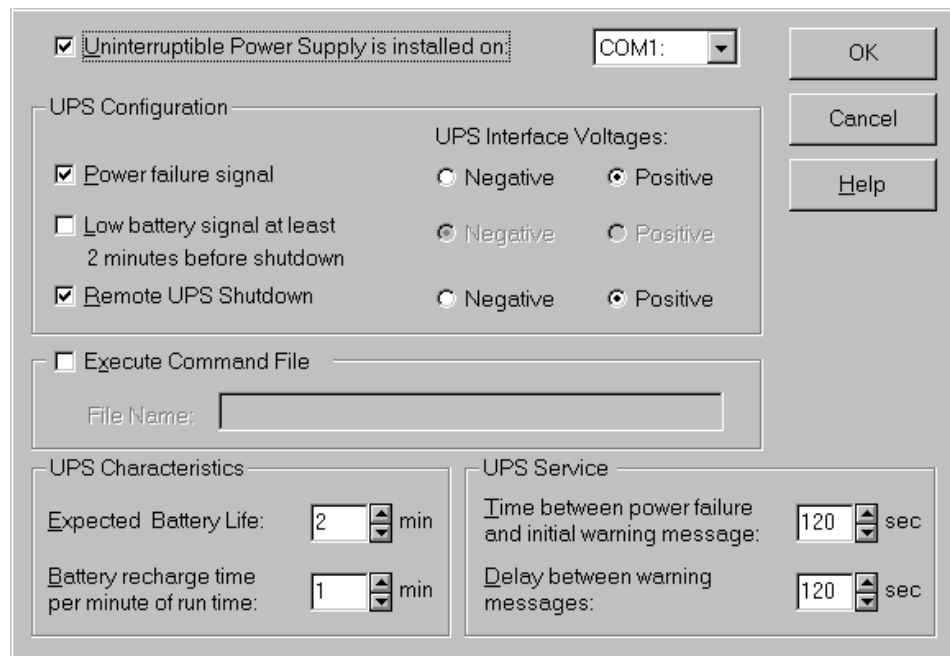 Uninterruptible Power Supply is installed on:
COM1:
OK
Cancel
Help
UPS Configuration
UPS Interface Voltages:
Power failure signal
Negative
Positive
Low battery signal at least
2 minutes before shutdown
Negative
Positive
Remote UPS Shutdown
Negative
Positive
Execute Command File
File Name:
UPS Characteristics
Expected Battery Life:
2
min
Battery recharge time
per minute of run time:
1
min
UPS Service
Time between power failure
and initial warning message:
120
sec
Delay between warning
messages:
120
sec